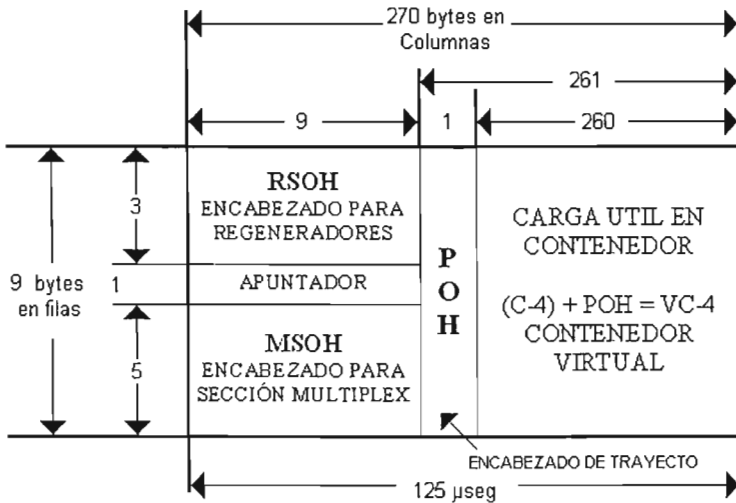 270 bytes en
Columnas
261
9
1
260
3
RSOH
ENCABEZADO PARA
REGENERADORES
9 bytes
en filas
1
APUNTADOR
5
MSOH
ENCABEZADO PARA
SECCIÓN MULTIPLEX
P
O
H
CARGA UTIL EN
CONTENEDOR
(C-4) + POH = VC-4
CONTENEDOR
VIRTUAL
ENCABEZADO DE TRAYECTO
125 µseg